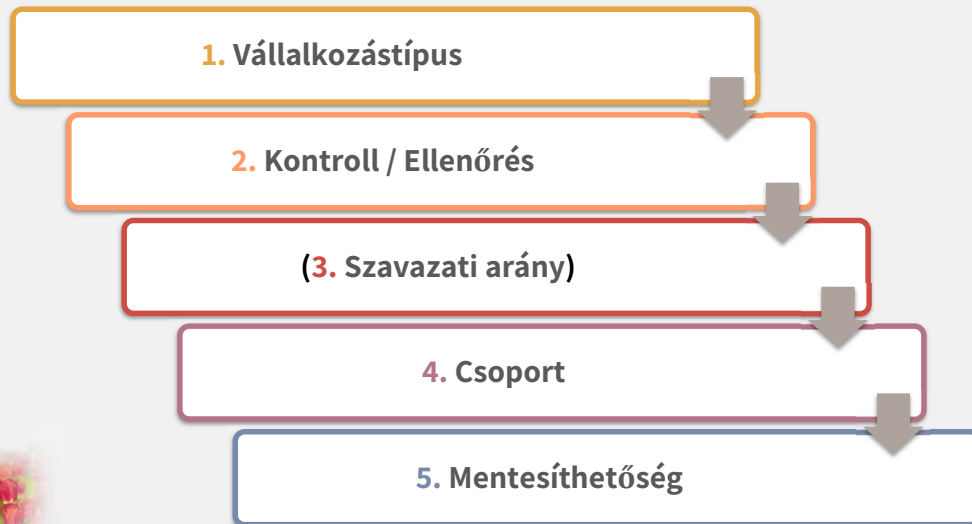 1. Vállalkozástípus
2. Kontroll / Ellenőrés
(3. Szavazati arány)
4. Csoport
5. Mentesíthetőség